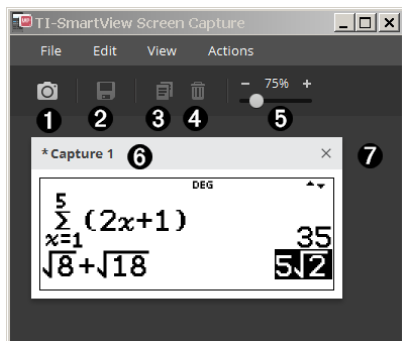 TI-SmartView Screen Capture
File Edit View Actions
− 75% +
1 2 3 4 5
*Capture 1 6 × 7
DEG
5
Σ (2x+1)
x=1
35
√8+√18 5√2